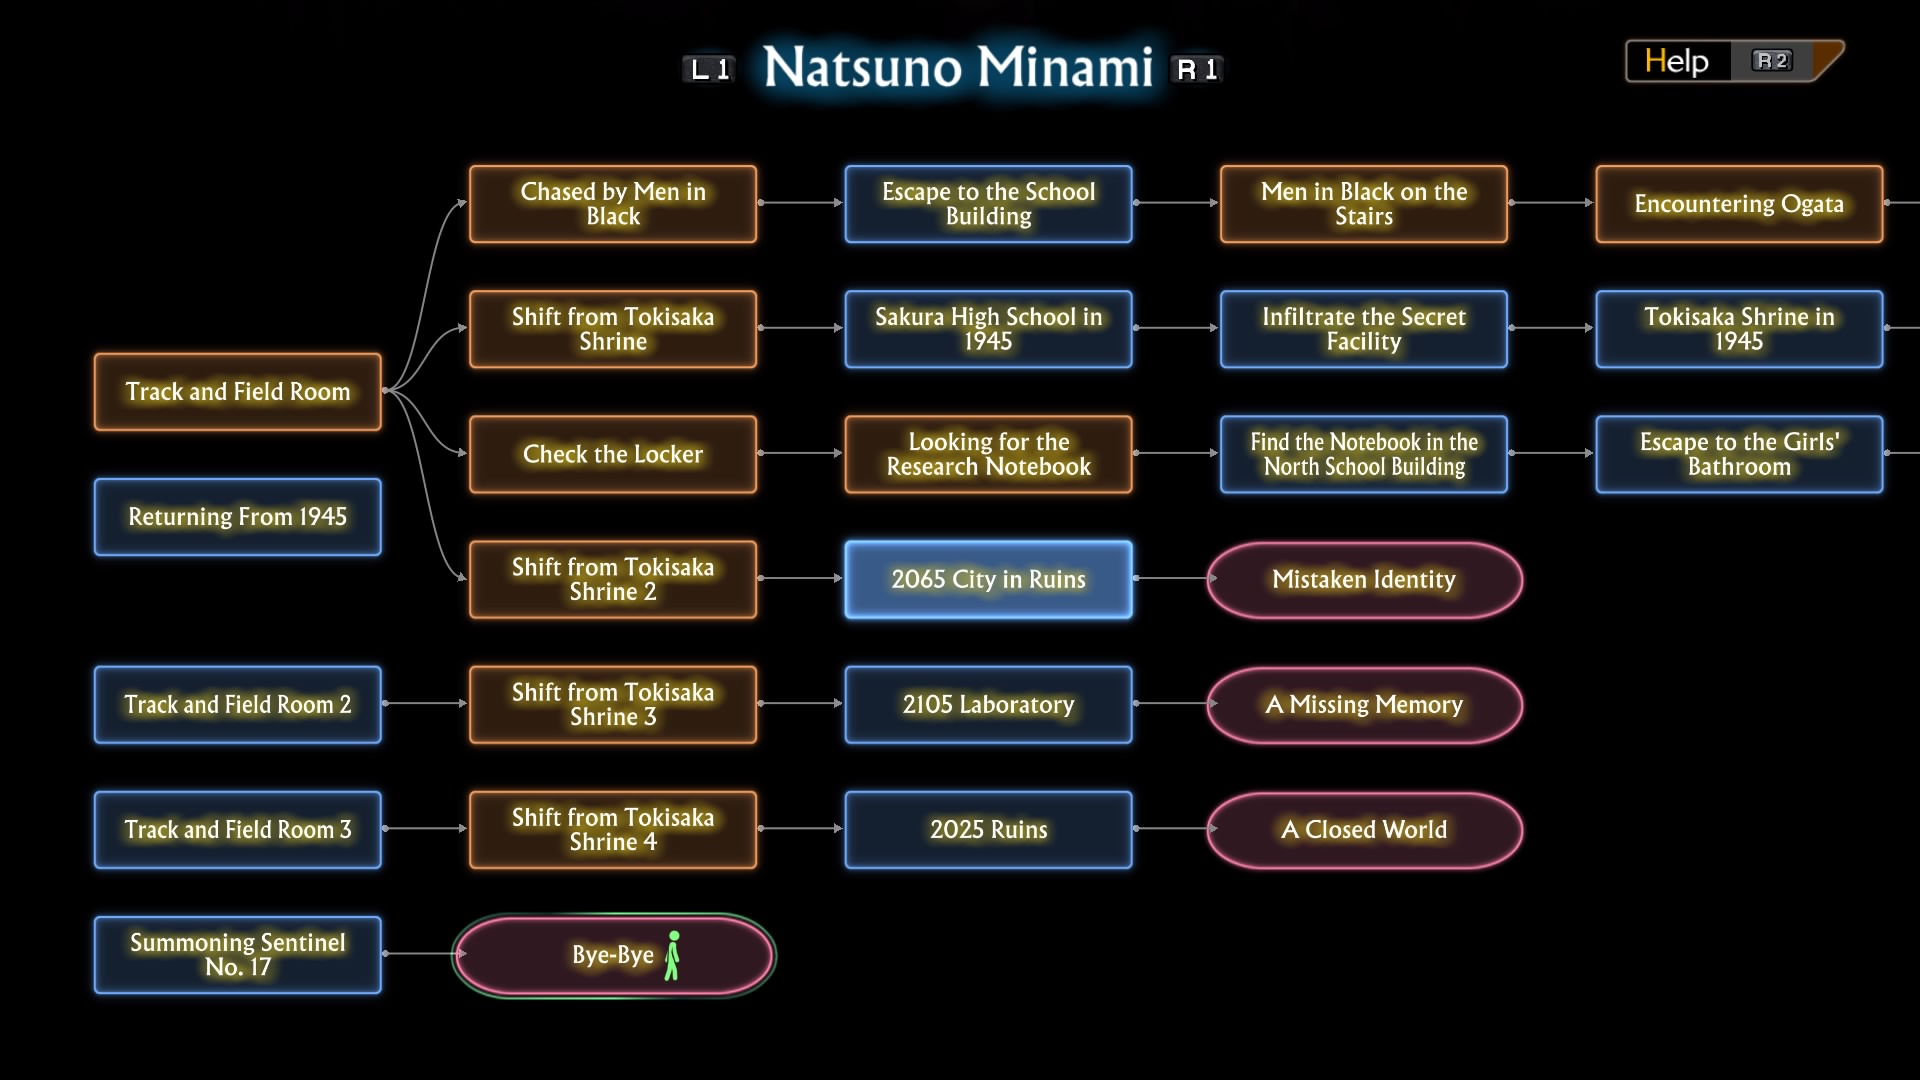 L1 Natsuno Minami R1
Help R2
Chased by Men in
Black
Escape to the School
Building
Men in Black on the
Stairs
Encountering Ogata
Shift from Tokisaka
Shrine
Sakura High School in
1945
Infiltrate the Secret
Facility
Tokisaka Shrine in
1945
Track and Field Room
Check the Locker
Looking for the
Research Notebook
Find the Notebook in the
North School Building
Escape to the Girls'
Bathroom
Returning From 1945
Shift from Tokisaka
Shrine 2
2065 City in Ruins
Mistaken Identity
Track and Field Room 2
Shift from Tokisaka
Shrine 3
2105 Laboratory
A Missing Memory
Track and Field Room 3
Shift from Tokisaka
Shrine 4
2025 Ruins
A Closed World
Summoning Sentinel
No. 17
Bye-Bye